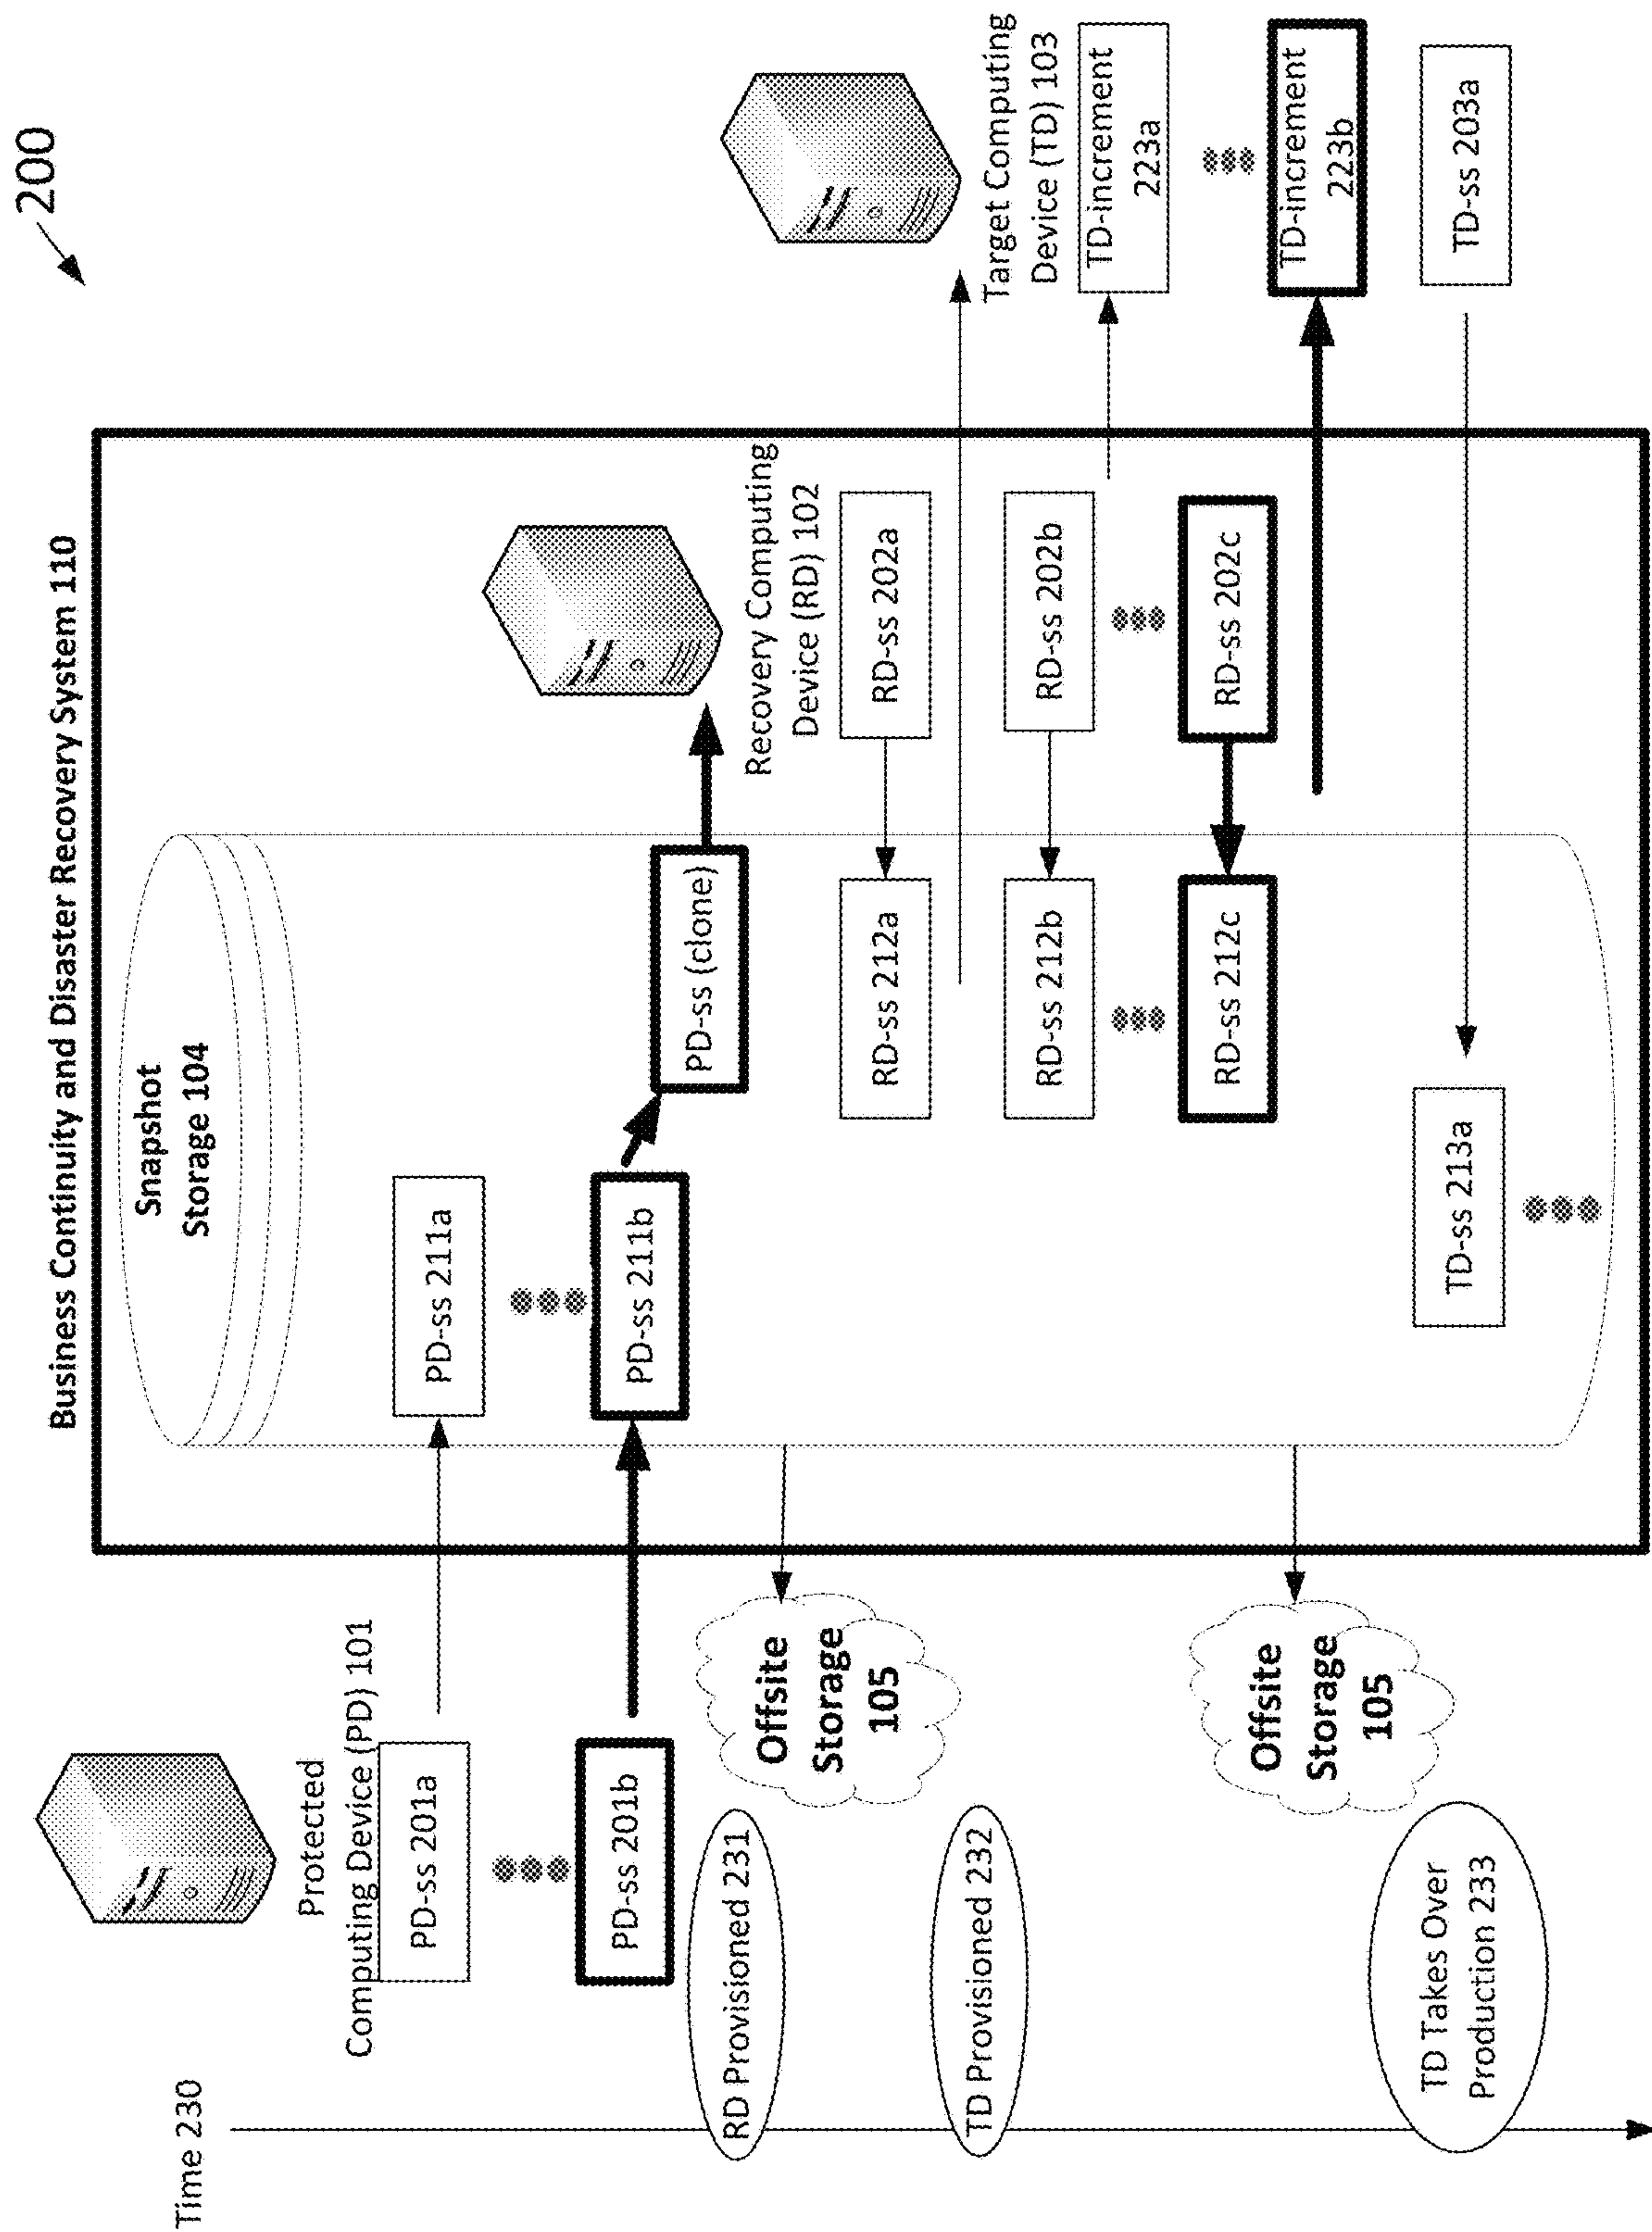 200
Business Continuity and Disaster Recovery System 110
Time 230
Protected
Computing Device (PD) 101
Snapshot
Storage 104
PD-ss 201a
PD-ss 211a
PD-ss 201b
PD-ss 211b
PD-ss (clone)
RD Provisioned 231
Recovery Computing
Device (RD) 102
Offsite
Storage
105
RD-ss 212a
RD-ss 202a
TD Provisioned 232
Target Computing
Device (TD) 103
RD-ss 212b
RD-ss 202b
TD-increment
223a
RD-ss 212c
RD-ss 202c
Offsite
Storage
105
TD-increment
223b
TD Takes Over
Production 233
TD-ss 213a
TD-ss 203a